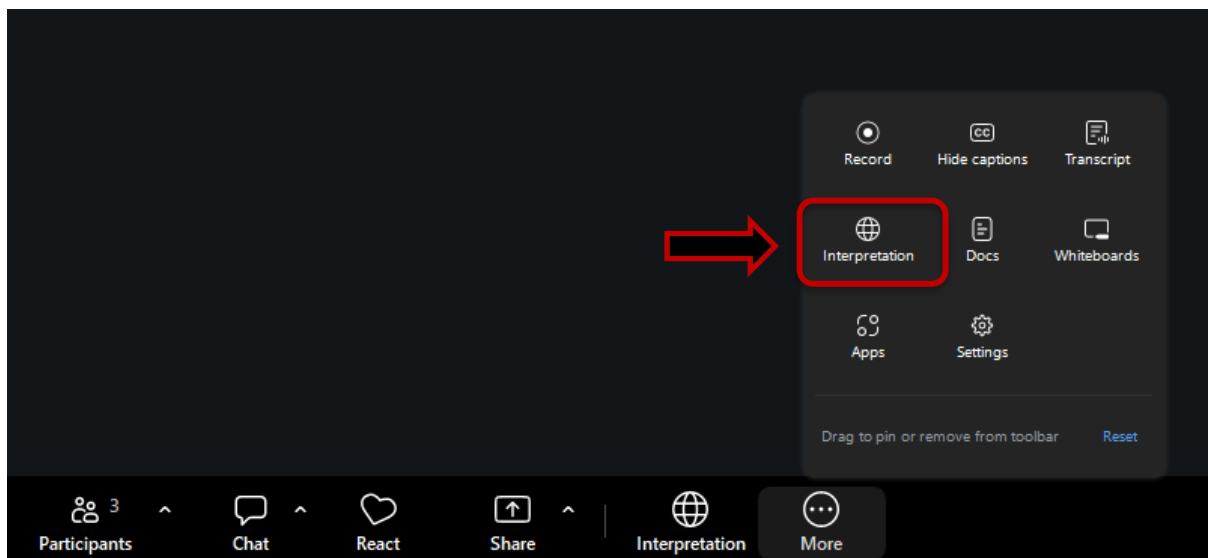 Record
CC
Hide captions
Transcript
Interpretation
Docs
Whiteboards
Apps
Settings
Drag to pin or remove from toolbar
Reset
3
Participants
Chat
React
Share
Interpretation
More